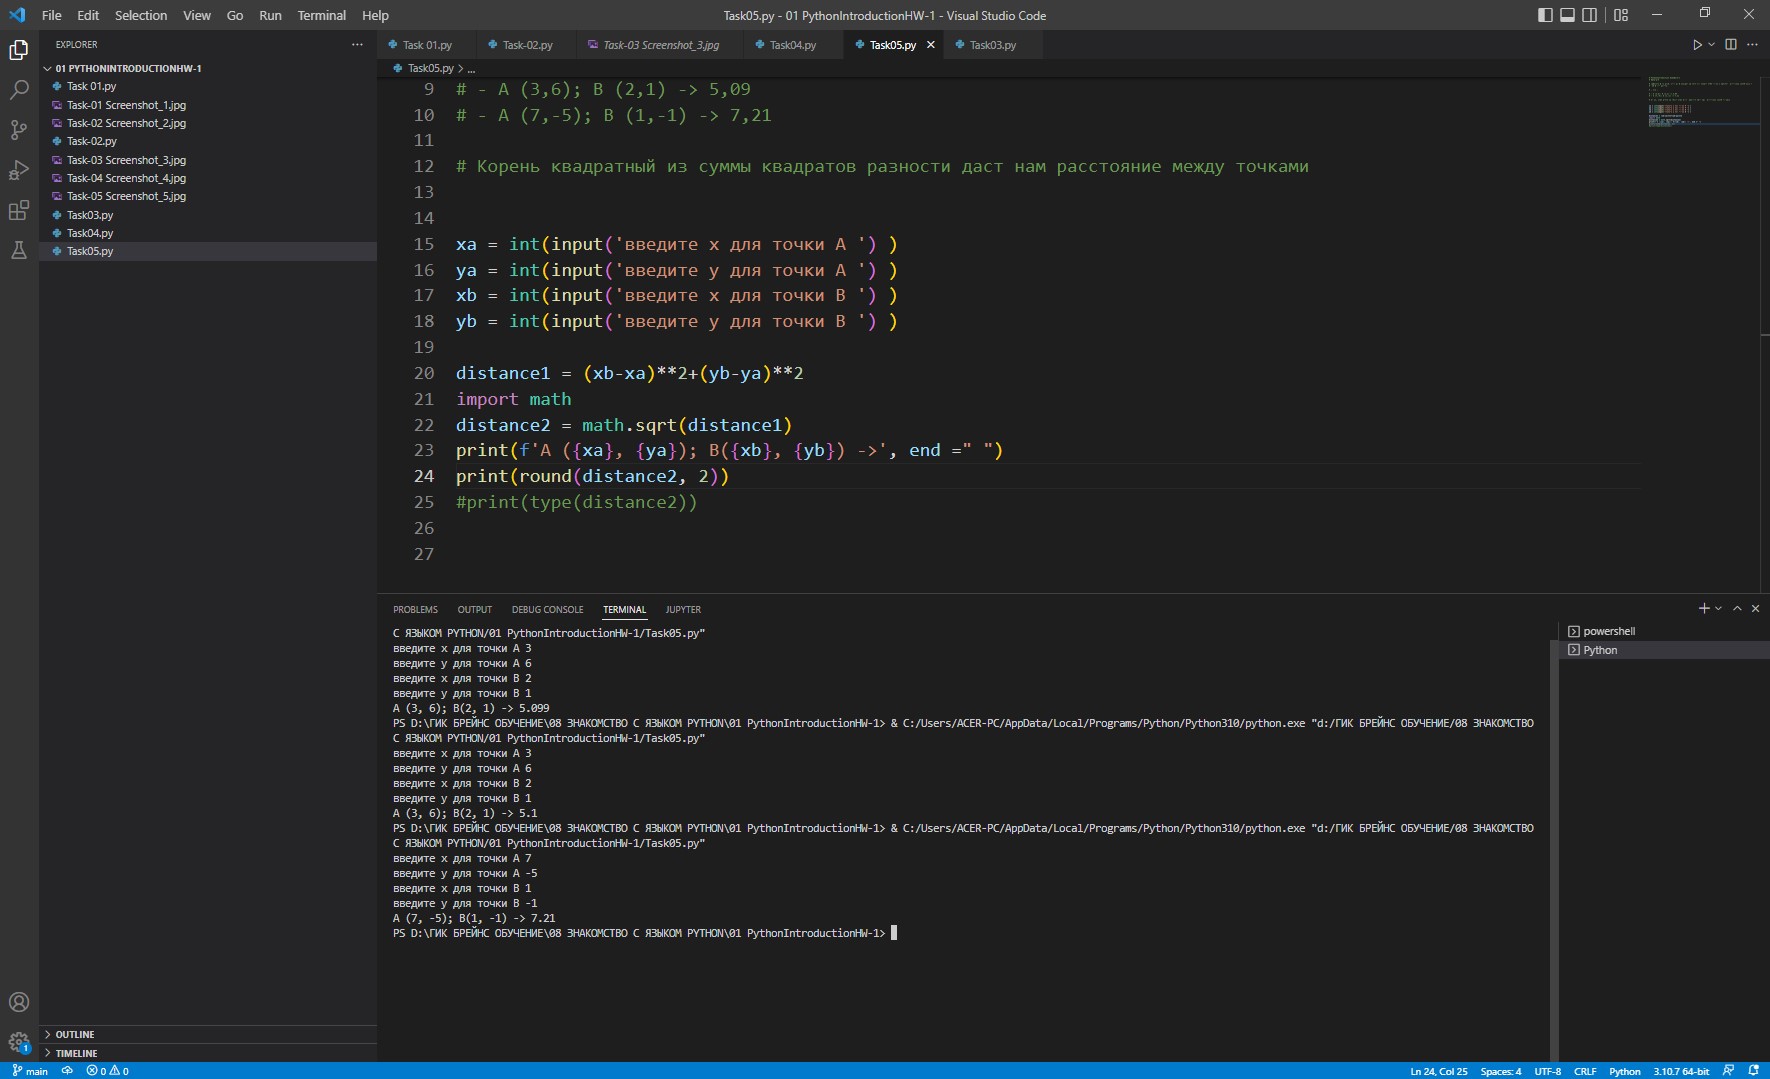 File Edit Selection View Go Run Terminal Help
Task05.py - 01 PythonIntroductionHW-1 - Visual Studio Code
EXPLORER
01 PYTHONINTRODUCTIONHW-1
Task 01.py
Task-01 Screenshot_1.jpg
Task-02 Screenshot_2.jpg
Task-02.py
Task-03 Screenshot_3.jpg
Task-04 Screenshot_4.jpg
Task-05 Screenshot_5.jpg
Task03.py
Task04.py
Task05.py
OUTLINE
TIMELINE
Task 01.py Task-02.py Task-03 Screenshot_3.jpg Task04.py Task05.py Task03.py
Task05.py > ...
9 # - A (3,6); B (2,1) -> 5,09
10 # - A (7,-5); B (1,-1) -> 7,21
11
12 # Корень квадратный из суммы квадратов разности даст нам расстояние между точками
13
14
15 xa = int(input('введите x для точки A ') )
16 ya = int(input('введите y для точки A ') )
17 xb = int(input('введите x для точки B ') )
18 yb = int(input('введите y для точки B ') )
19
20 distance1 = (xb-xa)**2+(yb-ya)**2
21 import math
22 distance2 = math.sqrt(distance1)
23 print(f'A ({xa}, {ya}); B({xb}, {yb}) ->', end =" ")
24 print(round(distance2, 2))
25 #print(type(distance2))
26
27
PROBLEMS OUTPUT DEBUG CONSOLE TERMINAL JUPYTER
С ЯЗЫКОМ PYTHON/01 PythonIntroductionHW-1/Task05.py"
введите x для точки A 3
введите y для точки A 6
введите x для точки B 2
введите y для точки B 1
A (3, 6); B(2, 1) -> 5.099
PS D:\ГИК БРЕЙНС ОБУЧЕНИЕ\08 ЗНАКОМСТВО С ЯЗЫКОМ PYTHON\01 PythonIntroductionHW-1> & C:/Users/ACER-PC/AppData/Local/Programs/Python/Python310/python.exe "d:/ГИК БРЕЙНС ОБУЧЕНИЕ/08 ЗНАКОМСТВО
С ЯЗЫКОМ PYTHON/01 PythonIntroductionHW-1/Task05.py"
введите x для точки A 3
введите y для точки A 6
введите x для точки B 2
введите y для точки B 1
A (3, 6); B(2, 1) -> 5.1
PS D:\ГИК БРЕЙНС ОБУЧЕНИЕ\08 ЗНАКОМСТВО С ЯЗЫКОМ PYTHON\01 PythonIntroductionHW-1> & C:/Users/ACER-PC/AppData/Local/Programs/Python/Python310/python.exe "d:/ГИК БРЕЙНС ОБУЧЕНИЕ/08 ЗНАКОМСТВО
С ЯЗЫКОМ PYTHON/01 PythonIntroductionHW-1/Task05.py"
введите x для точки A 7
введите y для точки A -5
введите x для точки B 1
введите y для точки B -1
A (7, -5); B(1, -1) -> 7.21
PS D:\ГИК БРЕЙНС ОБУЧЕНИЕ\08 ЗНАКОМСТВО С ЯЗЫКОМ PYTHON\01 PythonIntroductionHW-1>
powershell
Python
1
main 0 0
Ln 24, Col 25 Spaces: 4 UTF-8 CRLF Python 3.10.7 64-bit